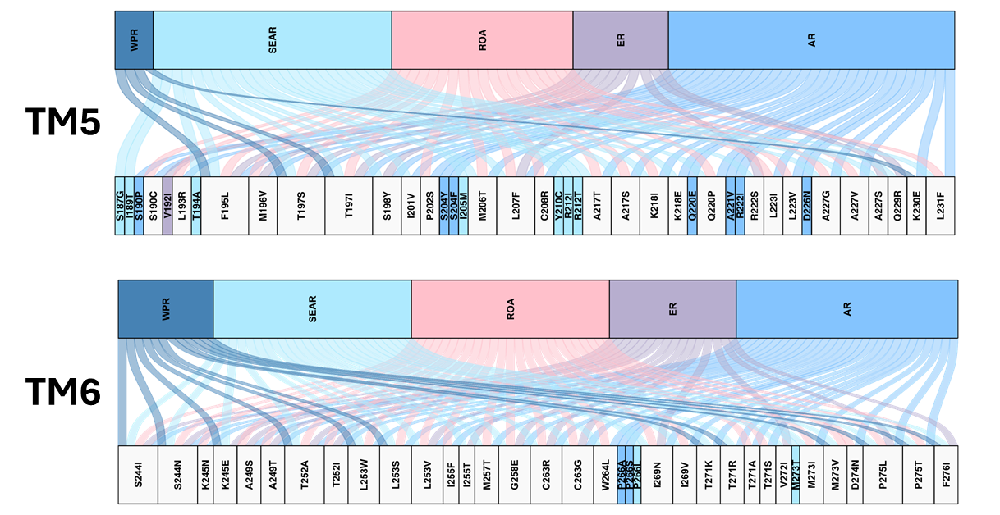 WPR SEAR ROA ER AR
TM5
S187G I189T S190P S190C V192I L193R T194A F195L M196V T197S T197I S198Y I201V P202S S204Y S204F I205M M206T L207F C208R Y210C R212I R212T A217T A217S K218I K218E Q220E Q220P A221V R222I R222S L223I L223V D226N A227G A227V A227S Q229R K230E L231F
WPR SEAR ROA ER AR
TM6
S244I S244N K245N K245E A249S A249T T252A T252I L253W L253S L253V I255F I255T M257T G258E C263R C263G W264L P266A P266S P266L I269N I269V T271K T271R T271A T271S V272I M273T M273I M273V D274N P275L P275T F276I